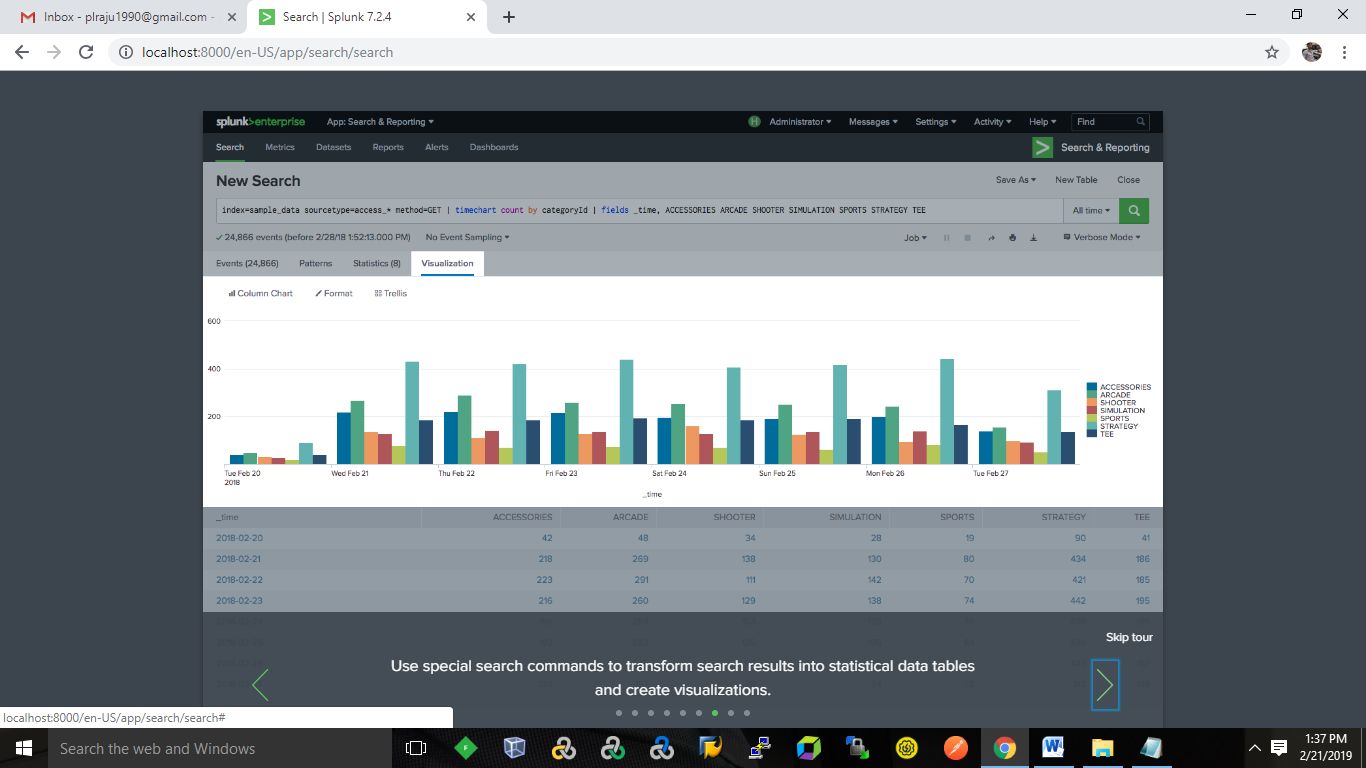 Inbox - plraju1990@gmail.com -
Search | Splunk 7.2.4
localhost:8000/en-US/app/search/search
splunk>enterprise App: Search & Reporting
H Administrator Messages Settings Activity Help Find
Search Metrics Datasets Reports Alerts Dashboards
Search & Reporting
New Search
Save As New Table Close
index=sample_data sourcetype=access_* method=GET | timechart count by categoryId | fields _time, ACCESSORIES ARCADE SHOOTER SIMULATION SPORTS STRATEGY TEE
All time
24,866 events (before 2/28/18 1:52:13.000 PM) No Event Sampling
Job Verbose Mode
Events (24,866) Patterns Statistics (8) Visualization
Column Chart Format Trellis
600
400
200
ACCESSORIES
ARCADE
SHOOTER
SIMULATION
SPORTS
STRATEGY
TEE
Tue Feb 20 Wed Feb 21 Thu Feb 22 Fri Feb 23 Sat Feb 24 Sun Feb 25 Mon Feb 26 Tue Feb 27
2018
_time
_time ACCESSORIES ARCADE SHOOTER SIMULATION SPORTS STRATEGY TEE
2018-02-20 42 48 34 28 19 90 41
2018-02-21 218 269 138 130 80 434 186
2018-02-22 223 291 111 142 70 421 185
2018-02-23 216 260 129 138 74 442 195
Skip tour
Use special search commands to transform search results into statistical data tables
and create visualizations.
localhost:8000/en-US/app/search/search#
Search the web and Windows
1:37 PM
2/21/2019